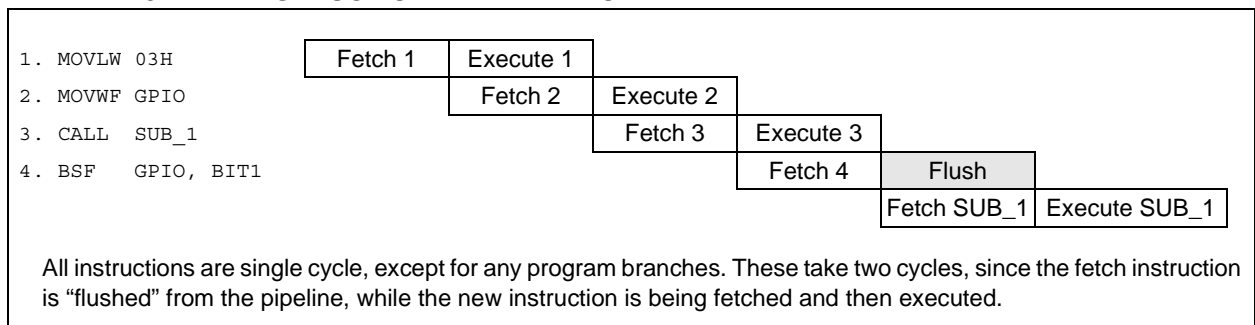 1. MOVLW 03H Fetch 1 Execute 1
2. MOVWF GPIO Fetch 2 Execute 2
3. CALL SUB_1 Fetch 3 Execute 3
4. BSF GPIO, BIT1 Fetch 4 Flush
Fetch SUB_1 Execute SUB_1
All instructions are single cycle, except for any program branches. These take two cycles, since the fetch instruction
is “flushed” from the pipeline, while the new instruction is being fetched and then executed.